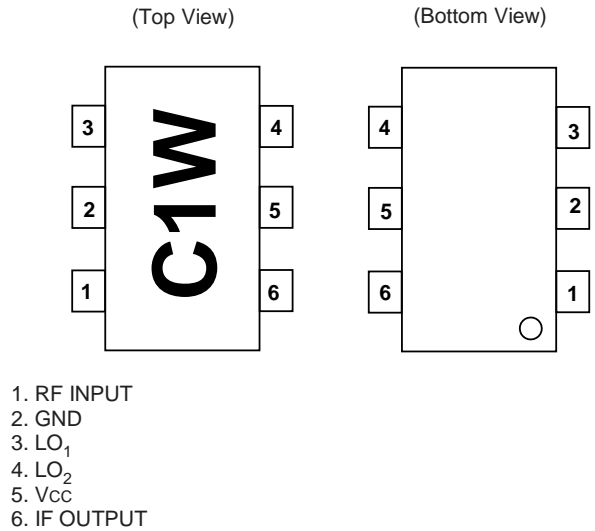 (Top View) (Bottom View)
3 4 4 3
2 5 5 2
1 6 6 1
C1W
1. RF INPUT
2. GND
3. LO1
4. LO2
5. VCC
6. IF OUTPUT